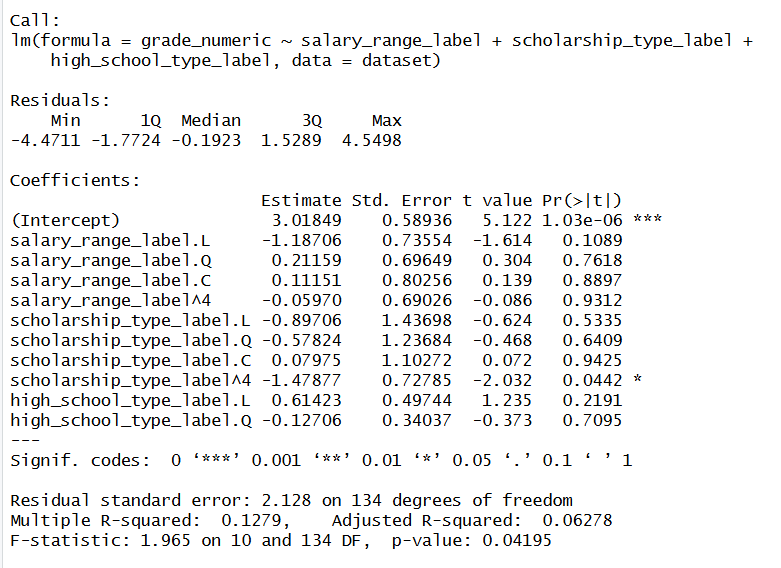 Call:
lm(formula = grade_numeric ~ salary_range_label + scholarship_type_label +
    high_school_type_label, data = dataset)

Residuals:
    Min      1Q  Median      3Q     Max
-4.4711 -1.7724 -0.1923  1.5289  4.5498

Coefficients:
                         Estimate Std. Error t value Pr(>|t|)
(Intercept)               3.01849    0.58936   5.122 1.03e-06 ***
salary_range_label.L     -1.18706    0.73554  -1.614   0.1089
salary_range_label.Q      0.21159    0.69649   0.304   0.7618
salary_range_label.C      0.11151    0.80256   0.139   0.8897
salary_range_label^4     -0.05970    0.69026  -0.086   0.9312
scholarship_type_label.L -0.89706    1.43698  -0.624   0.5335
scholarship_type_label.Q -0.57824    1.23684  -0.468   0.6409
scholarship_type_label.C  0.07975    1.10272   0.072   0.9425
scholarship_type_label^4 -1.47877    0.72785  -2.032   0.0442 *
high_school_type_label.L  0.61423    0.49744   1.235   0.2191
high_school_type_label.Q -0.12706    0.34037  -0.373   0.7095
---
Signif. codes:  0 ‘***’ 0.001 ‘**’ 0.01 ‘*’ 0.05 ‘.’ 0.1 ‘ ’ 1

Residual standard error: 2.128 on 134 degrees of freedom
Multiple R-squared:  0.1279,    Adjusted R-squared:  0.06278
F-statistic: 1.965 on 10 and 134 DF,  p-value: 0.04195